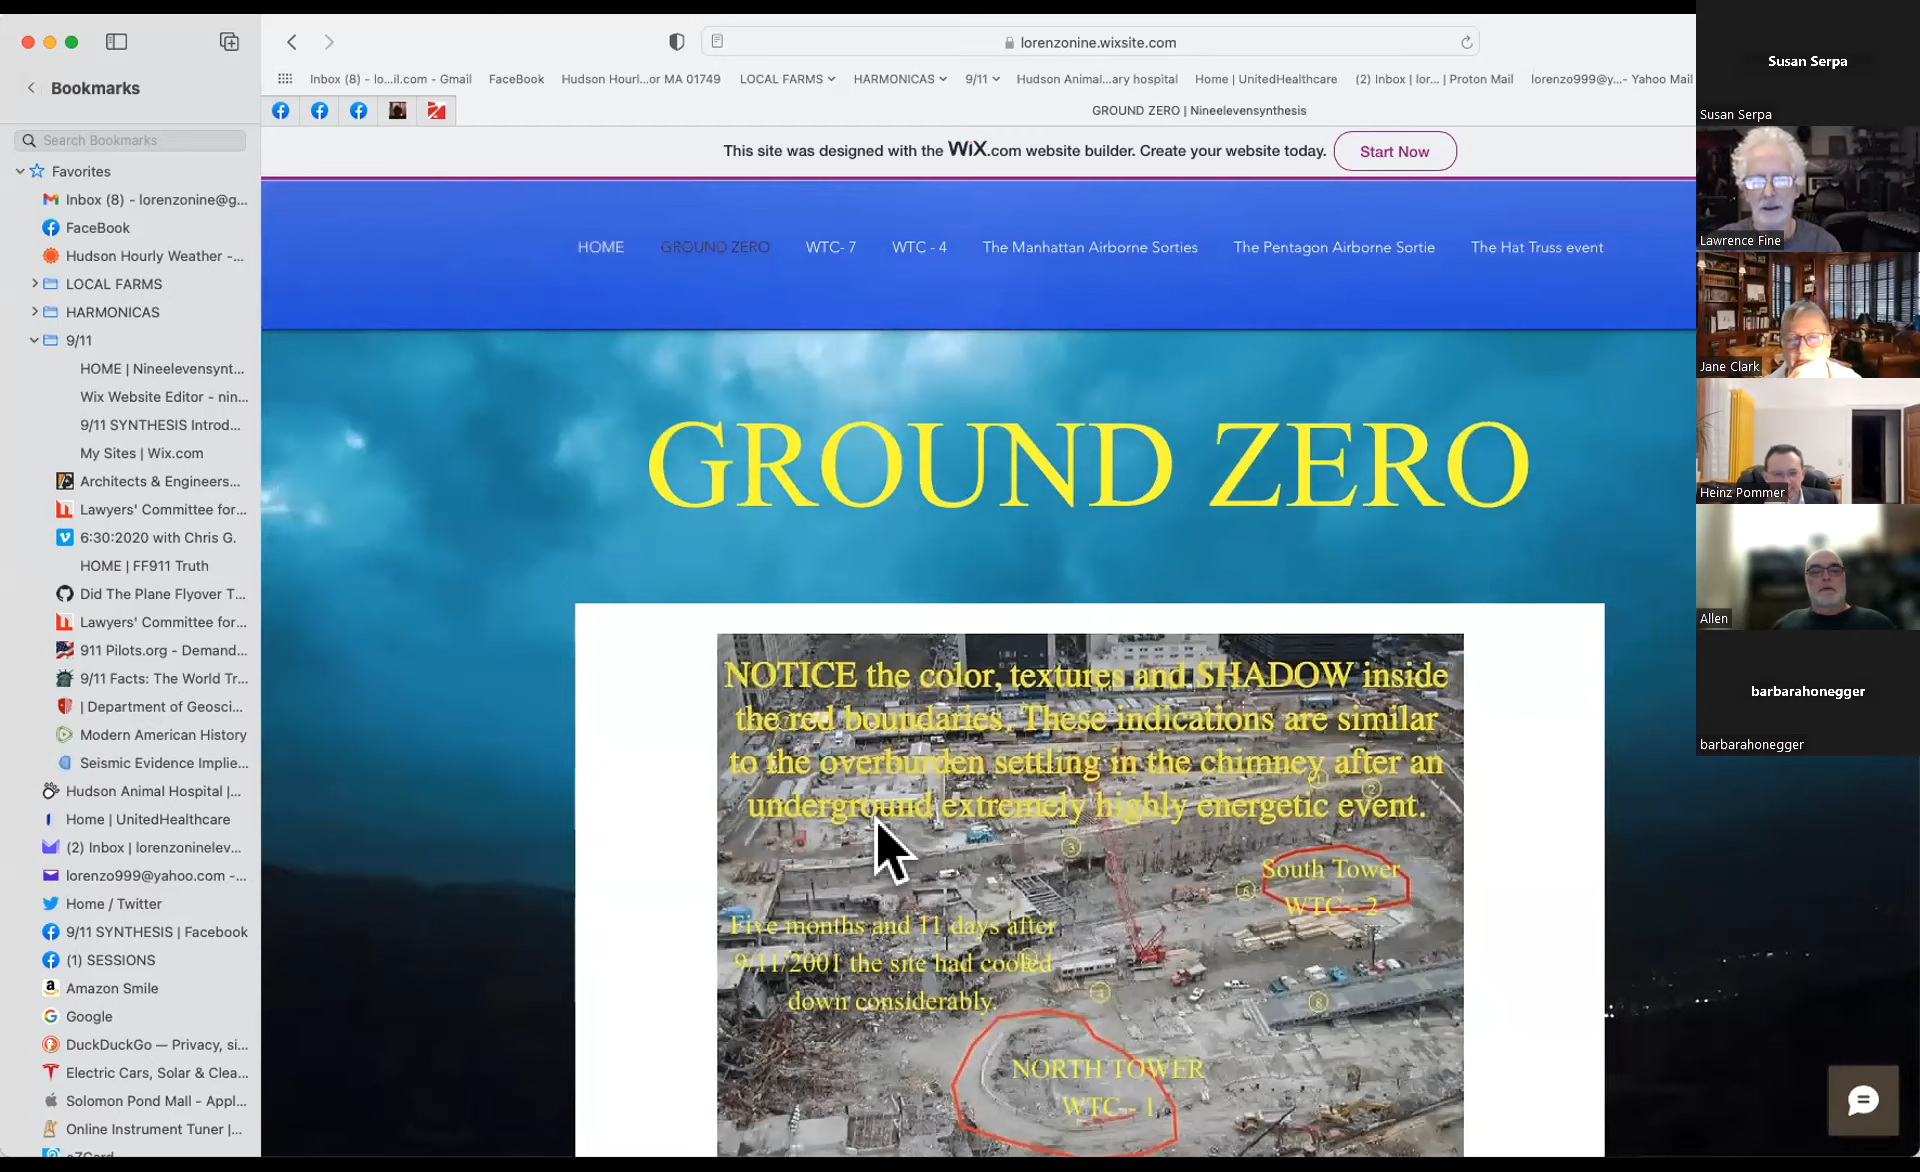 lorenzonine.wixsite.com
Bookmarks
Inbox (8) - lo...il.com - Gmail
FaceBook
Hudson Hourl...or MA 01749
LOCAL FARMS
HARMONICAS
9/11
Hudson Animal...ary hospital
Home | UnitedHealthcare
(2) Inbox | lor... | Proton Mail
lorenzo999@y...- Yahoo Mail
GROUND ZERO | Nineelevensynthesis
Search Bookmarks
This site was designed with the WiX.com website builder. Create your website today.
Start Now
Favorites
Inbox (8) - lorenzonine@g...
FaceBook
Hudson Hourly Weather -...
LOCAL FARMS
HARMONICAS
9/11
HOME | Nineelevensynt...
Wix Website Editor - nin...
9/11 SYNTHESIS Introd...
My Sites | Wix.com
Architects & Engineers...
Lawyers' Committee for...
6:30:2020 with Chris G.
HOME | FF911 Truth
Did The Plane Flyover T...
Lawyers' Committee for...
911 Pilots.org - Demand...
9/11 Facts: The World Tr...
| Department of Geosci...
Modern American History
Seismic Evidence Implie...
Hudson Animal Hospital |...
Home | UnitedHealthcare
(2) Inbox | lorenzoninelev...
lorenzo999@yahoo.com -...
Home / Twitter
9/11 SYNTHESIS | Facebook
(1) SESSIONS
Amazon Smile
Google
DuckDuckGo — Privacy, si...
Electric Cars, Solar & Clea...
Solomon Pond Mall - Appl...
Online Instrument Tuner |...
HOME
GROUND ZERO
WTC- 7
WTC - 4
The Manhattan Airborne Sorties
The Pentagon Airborne Sortie
The Hat Truss event
GROUND ZERO
NOTICE the color, textures and SHADOW inside
the red boundaries. These indications are similar
to the overburden settling in the chimney after an
underground extremely highly energetic event.
2
3
South Tower
WTC - 2
6
Five months and 11 days after
9/11/2001 the site had cooled
down considerably.
4
8
NORTH TOWER
WTC - 1
Susan Serpa
Susan Serpa
Lawrence Fine
Jane Clark
Heinz Pommer
Allen
barbarahonegger
barbarahonegger